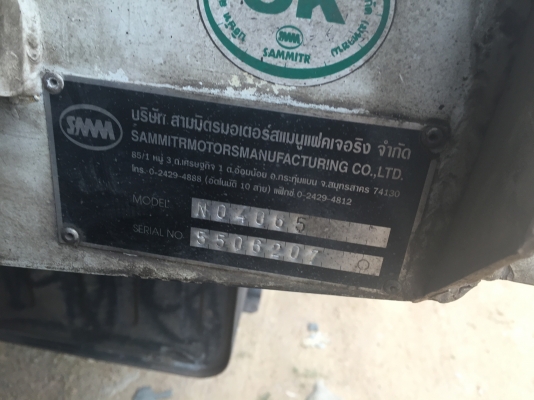 OK
SMM
SAMMITR
SMM
บริษัท สามมิตรมอเตอร์สแมนูแฟคเจอริง จำกัด
SAMMITRMOTORSMANUFACTURING CO.,LTD.
85/1 หมู่ 3 ถ.เศรษฐกิจ 1 ต.อ้อมน้อย อ.กระทุ่มแบน จ.สมุทรสาคร 74130
โทร. 0-2429-4888 (อัตโนมัติ 10 สาย) แฟ็กส์ 0-2429-4812
MODEL
SERIAL NO